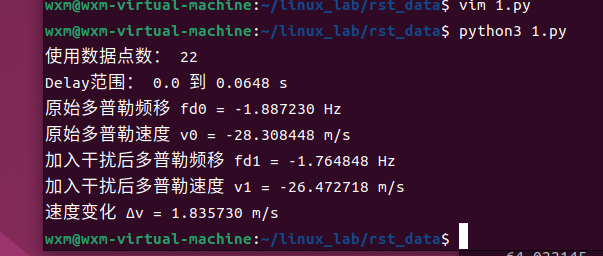 wxm@wxm-virtual-machine:~/linux_lab/rst_data$ vim 1.py
wxm@wxm-virtual-machine:~/linux_lab/rst_data$ python3 1.py
使用数据点数： 22
Delay范围： 0.0 到 0.0648 s
原始多普勒频移 fd0 = -1.887230 Hz
原始多普勒速度 v0 = -28.308448 m/s
加入干扰后多普勒频移 fd1 = -1.764848 Hz
加入干扰后多普勒速度 v1 = -26.472718 m/s
速度变化 Δv = 1.835730 m/s
wxm@wxm-virtual-machine:~/linux_lab/rst_data$